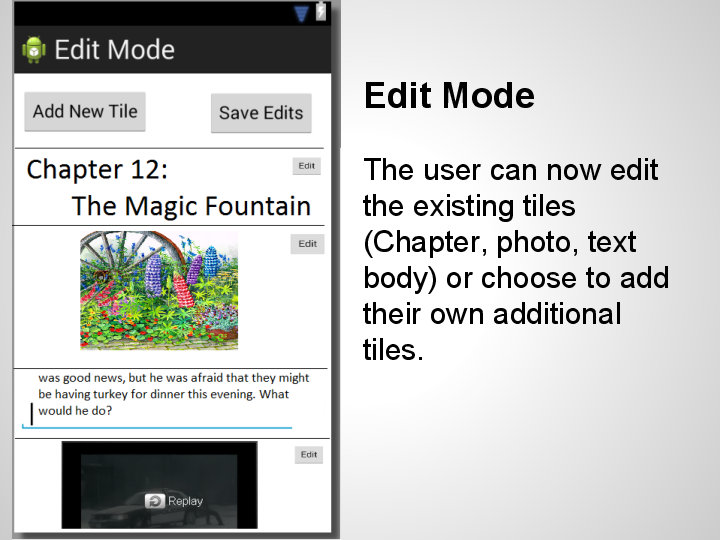 Edit Mode
Add New Tile
Save Edits
Chapter 12:
Edit
The Magic Fountain
Edit
was good news, but he was afraid that they might
be having turkey for dinner this evening. What
would he do?
Edit
Replay
Edit Mode
The user can now edit
the existing tiles
(Chapter, photo, text
body) or choose to add
their own additional
tiles.